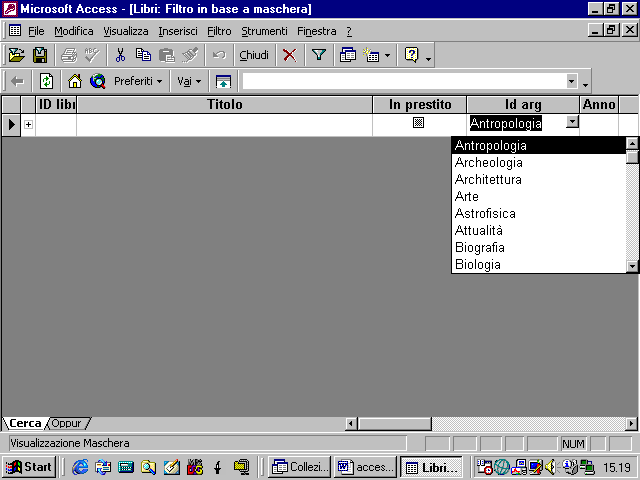 Microsoft Access - [Libri: Filtro in base a maschera]
File Modifica Visualizza Inserisci Filtro Strumenti Finestra ?
Chiudi
Preferiti Vai
ID libi Titolo In prestito Id arg Anno
Antropologia
Antropologia
Archeologia
Architettura
Arte
Astrofisica
Attualità
Biografia
Biologia
Cerca Oppur
Visualizzazione Maschera NUM
Start Collezi... acces... Libri... 15.19